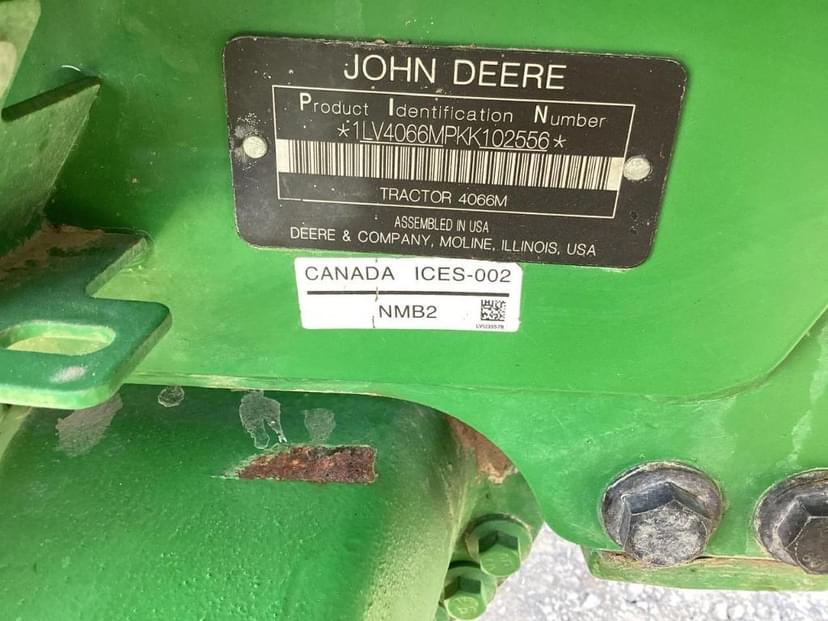 JOHN DEERE
Product Identification Number
*1LV4066MPKK102556*
TRACTOR 4066M
ASSEMBLED IN USA
DEERE & COMPANY, MOLINE, ILLINOIS, USA
CANADA ICES-002
NMB2